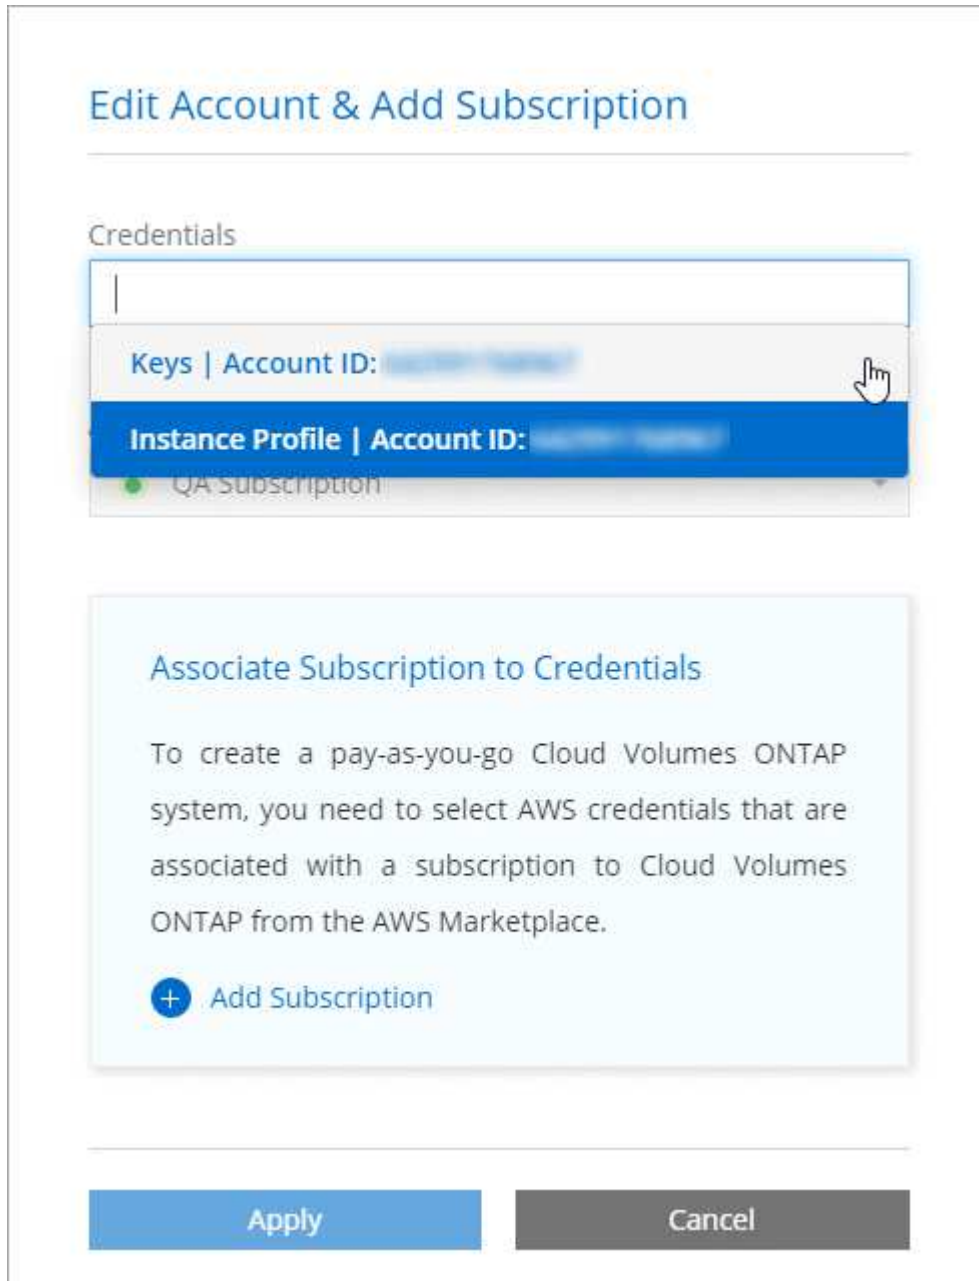 Edit Account & Add Subscription
Credentials
Keys | Account ID:
Instance Profile | Account ID:
QA Subscription
Associate Subscription to Credentials
To create a pay-as-you-go Cloud Volumes ONTAP
system, you need to select AWS credentials that are
associated with a subscription to Cloud Volumes
ONTAP from the AWS Marketplace.
Add Subscription
Apply
Cancel